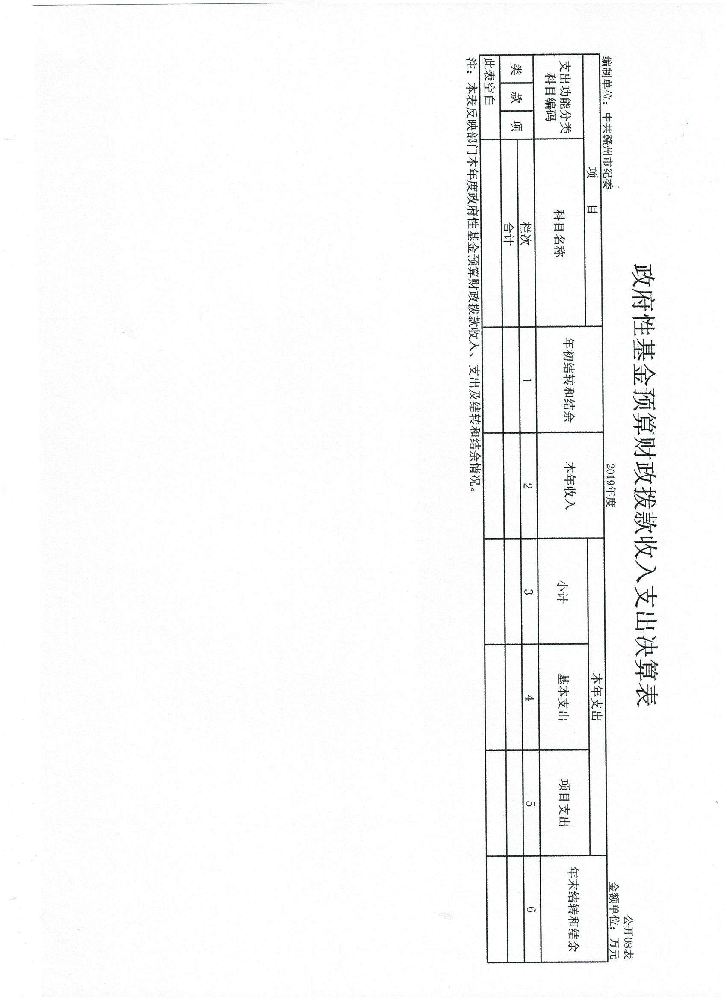 政府性基金预算财政拨款收入支出决算表
公开08表
编制单位：中共赣州市纪委 2019年度 金额单位：万元
项 目 年初结转和结余 本年收入 本年支出 年末结转和结余
支出功能分类
科目编码 科目名称 小计 基本支出 项目支出
类 款 项 栏次 1 2 3 4 5 6
合计
此表空白
注：本表反映部门本年度政府性基金预算财政拨款收入、支出及结转和结余情况。